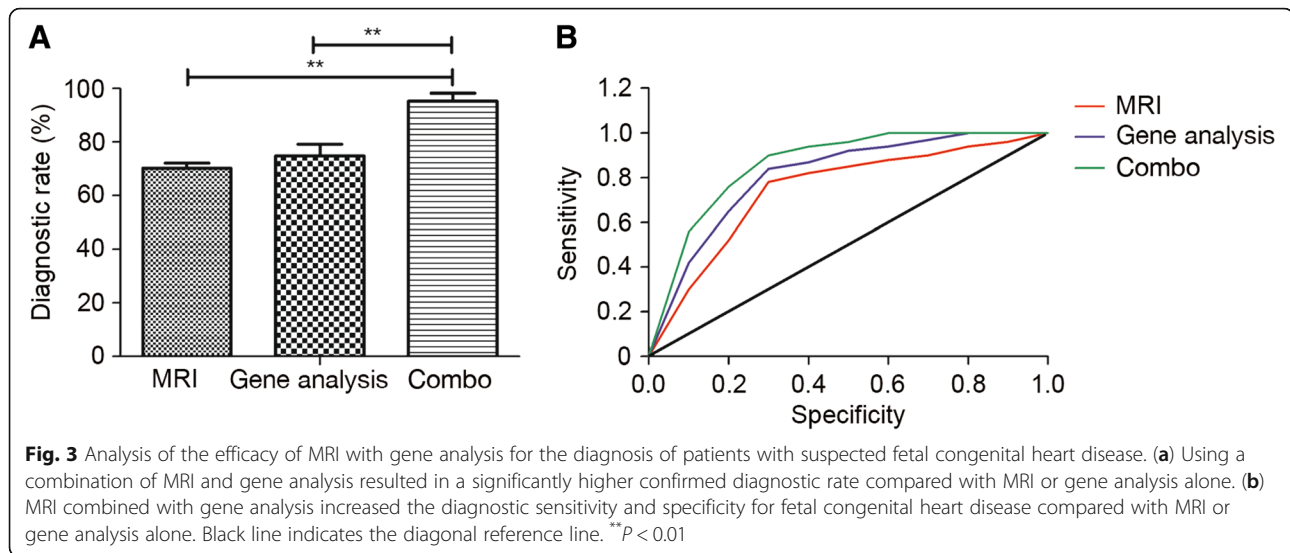 A
**
**
Diagnostic rate (%)
100
80
60
40
20
0
MRI
Gene analysis
Combo
B
Sensitivity
1.2
1.0
0.8
0.6
0.4
0.2
0
0.0
0.2
0.4
0.6
0.8
1.0
Specificity
MRI
Gene analysis
Combo
Fig. 3 Analysis of the efficacy of MRI with gene analysis for the diagnosis of patients with suspected fetal congenital heart disease. (a) Using a
combination of MRI and gene analysis resulted in a significantly higher confirmed diagnostic rate compared with MRI or gene analysis alone. (b)
MRI combined with gene analysis increased the diagnostic sensitivity and specificity for fetal congenital heart disease compared with MRI or
gene analysis alone. Black line indicates the diagonal reference line. **P < 0.01